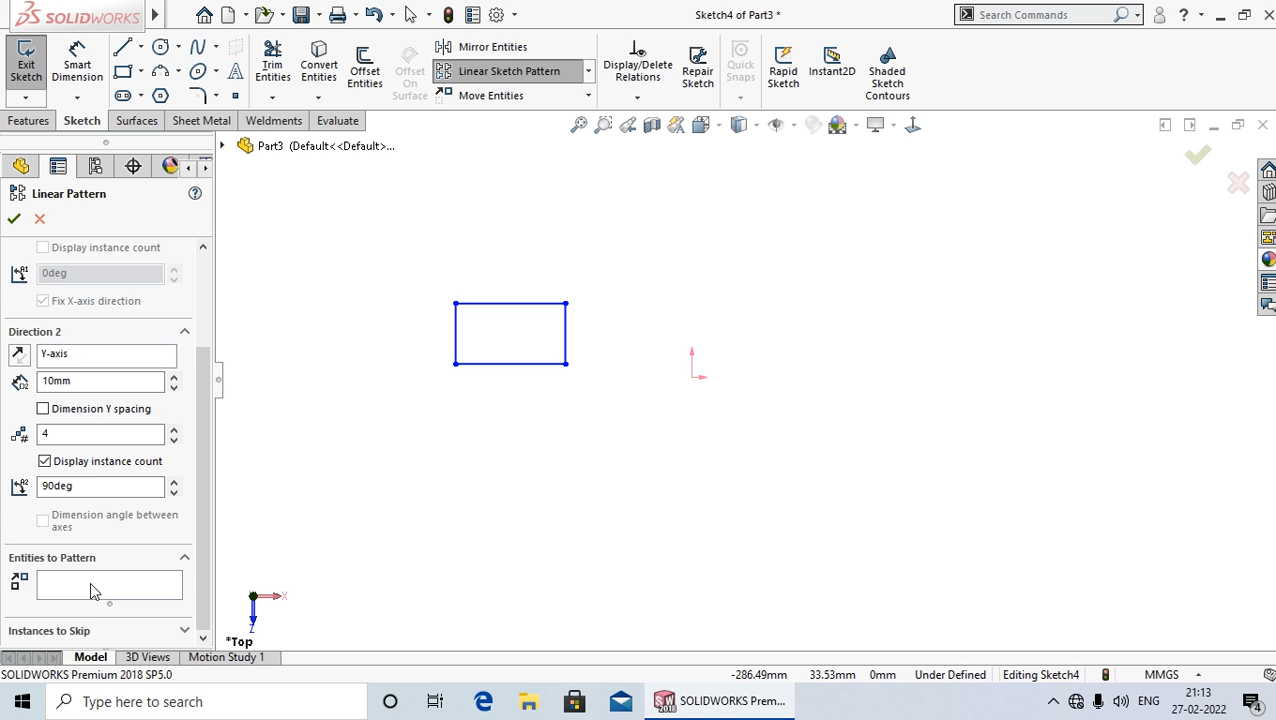 SOLIDWORKS
Sketch4 of Part3 *
Search Commands
?
Exit Sketch
Smart Dimension
Trim Entities
Convert Entities
Offset Entities
Offset On Surface
Mirror Entities
Linear Sketch Pattern
Move Entities
Display/Delete Relations
Repair Sketch
Quick Snaps
Rapid Sketch
Instant2D
Shaded Sketch Contours
Features
Sketch
Surfaces
Sheet Metal
Weldments
Evaluate
Part3 (Default<<Default>...
Linear Pattern
?
Display instance count
A1
0deg
Fix X-axis direction
Direction 2
Y-axis
D2
10mm
Dimension Y spacing
#
4
Display instance count
A2
90deg
Dimension angle between
axes
Entities to Pattern
Instances to Skip
X
Z
*Top
Model
3D Views
Motion Study 1
SOLIDWORKS Premium 2018 SP5.0
-286.49mm
33.53mm
0mm
Under Defined
Editing Sketch4
MMGS
Type here to search
SOLIDWORKS Prem...
ENG
21:13
27-02-2022
4